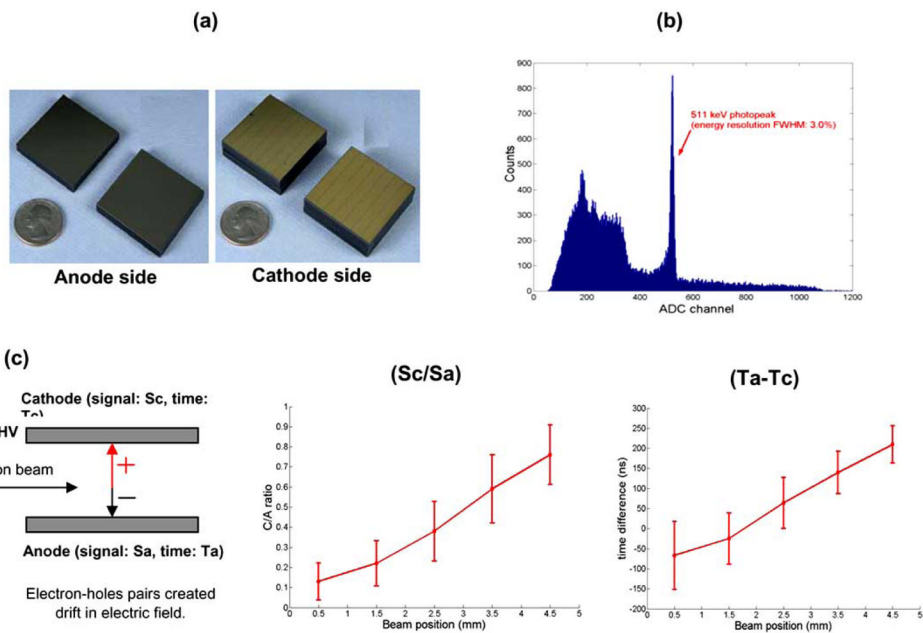 (a)
(b)
Anode side
Cathode side
900
800
700
600
500
400
300
200
100
0
0
200
400
600
800
1000
1200
Counts
ADC channel
511 keV photopeak
(energy resolution FWHM: 3.0%)
(c)
Cathode (signal: Sc, time:
Tc)
HV
on beam
+
−
Anode (signal: Sa, time: Ta)
Electron-holes pairs created
drift in electric field.
(Sc/Sa)
1
0.9
0.8
0.7
0.6
0.5
0.4
0.3
0.2
0.1
0
0
0.5
1
1.5
2
2.5
3
3.5
4
4.5
5
C/A ratio
Beam position (mm)
(Ta-Tc)
300
250
200
150
100
50
0
-50
-100
-150
-200
0
0.5
1
1.5
2
2.5
3
3.5
4
4.5
5
time difference (ns)
Beam position (mm)